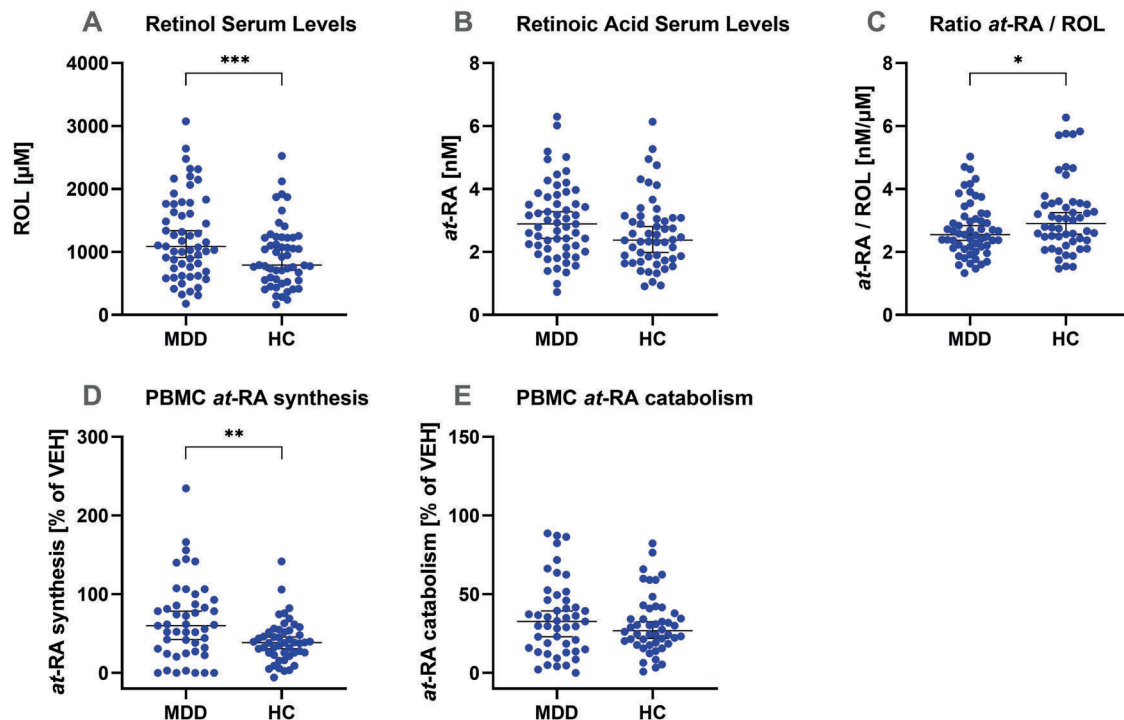 A Retinol Serum Levels
ROL [µM]
4000
3000
2000
1000
0
***
MDD HC
B Retinoic Acid Serum Levels
at-RA [nM]
8
6
4
2
0
MDD HC
C Ratio at-RA / ROL
at-RA / ROL [nM/µM]
8
6
4
2
0
*
MDD HC
D PBMC at-RA synthesis
at-RA synthesis [% of VEH]
300
200
100
0
**
MDD HC
E PBMC at-RA catabolism
at-RA catabolism [% of VEH]
150
100
50
0
MDD HC